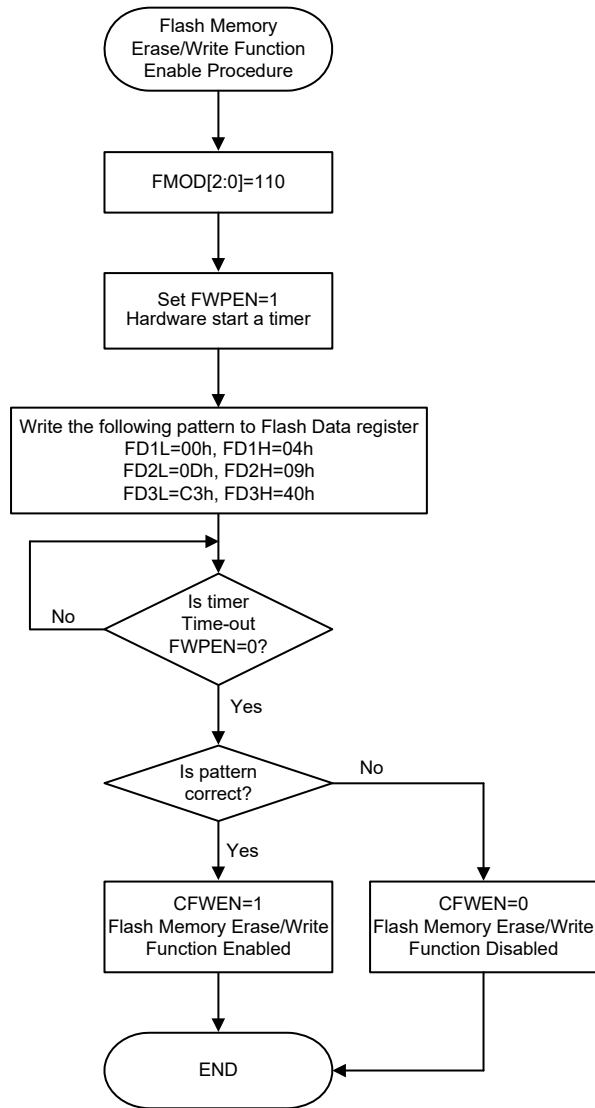 Flash Memory
Erase/Write Function
Enable Procedure
FMOD[2:0]=110
Set FWPEN=1
Hardware start a timer
Write the following pattern to Flash Data register
FD1L=00h, FD1H=04h
FD2L=0Dh, FD2H=09h
FD3L=C3h, FD3H=40h
Is timer
Time-out
FWPEN=0?
No
Yes
Is pattern
correct?
No
Yes
CFWEN=1
Flash Memory Erase/Write
Function Enabled
CFWEN=0
Flash Memory Erase/Write
Function Disabled
END